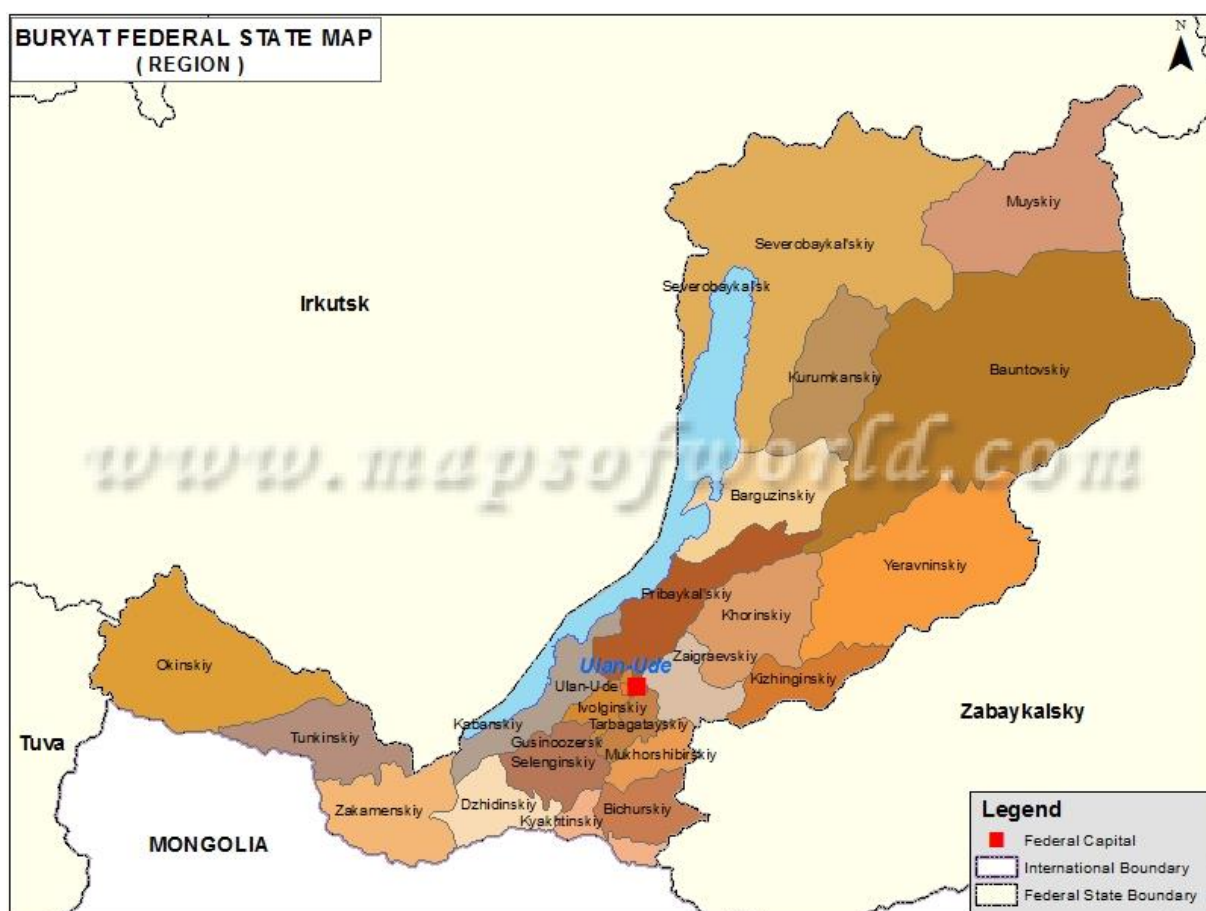 BURYAT FEDERAL STATE MAP
( REGION )
N
Muyskiy
Severobaykal'skiy
Severobaykal'sk
Irkutsk
Bauntovskiy
Kurumkanskiy
www.mapsofworld.com
Barguzinskiy
Yeravninskiy
Pribaykal'skiy
Khorinskiy
Okinskiy
Zaigraevskiy
Ulan-Ude
Kizhinginskiy
Ulan-Ude
Ivolginskiy
Zabaykalsky
Kabanskiy
Tarbagatayskiy
Tuva
Tunkinskiy
Gusinoozersk
Mukhorshibirskiy
Selenginskiy
Zakamenskiy
Dzhidinskiy
Bichurskiy
Kyakhtinskiy
MONGOLIA
Legend
Federal Capital
International Boundary
Federal State Boundary